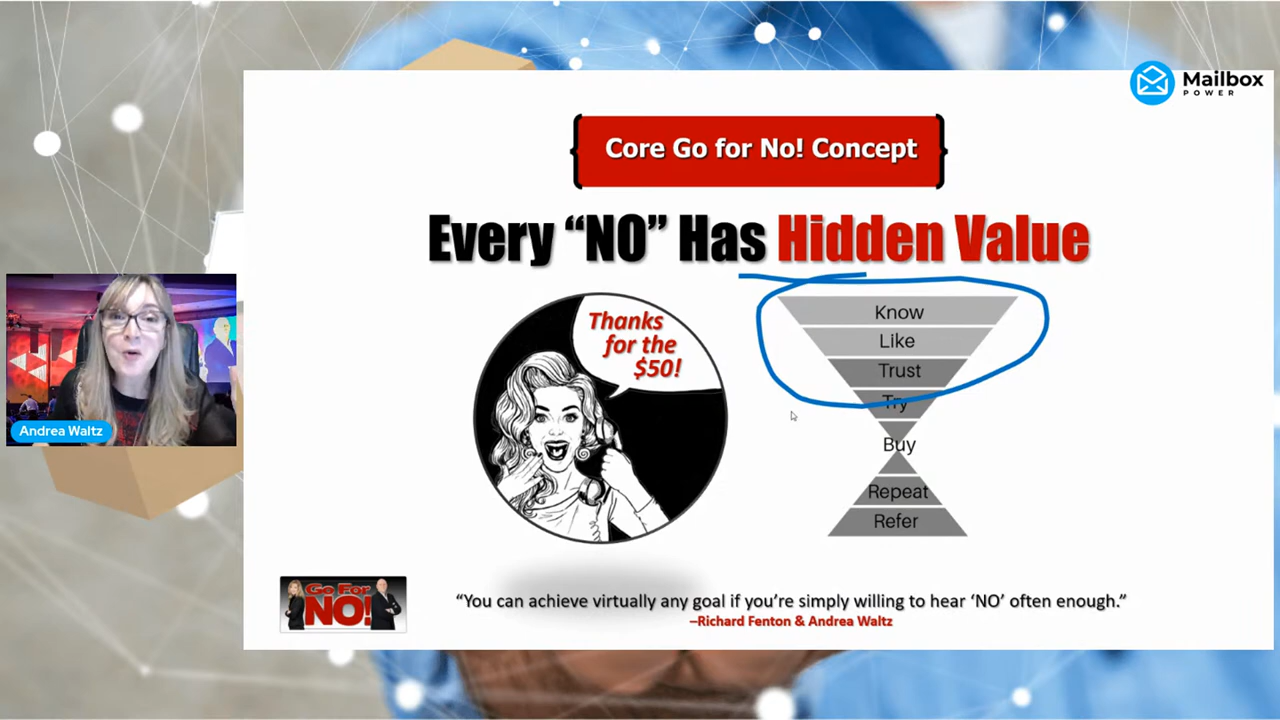 Mailbox
POWER
Core Go for No! Concept
Every “NO” Has Hidden Value
Thanks
for the
$50!
Know
Like
Trust
Try
Buy
Repeat
Refer
Andrea Waltz
Go For
NO!
“You can achieve virtually any goal if you’re simply willing to hear ‘NO’ often enough.”
–Richard Fenton & Andrea Waltz